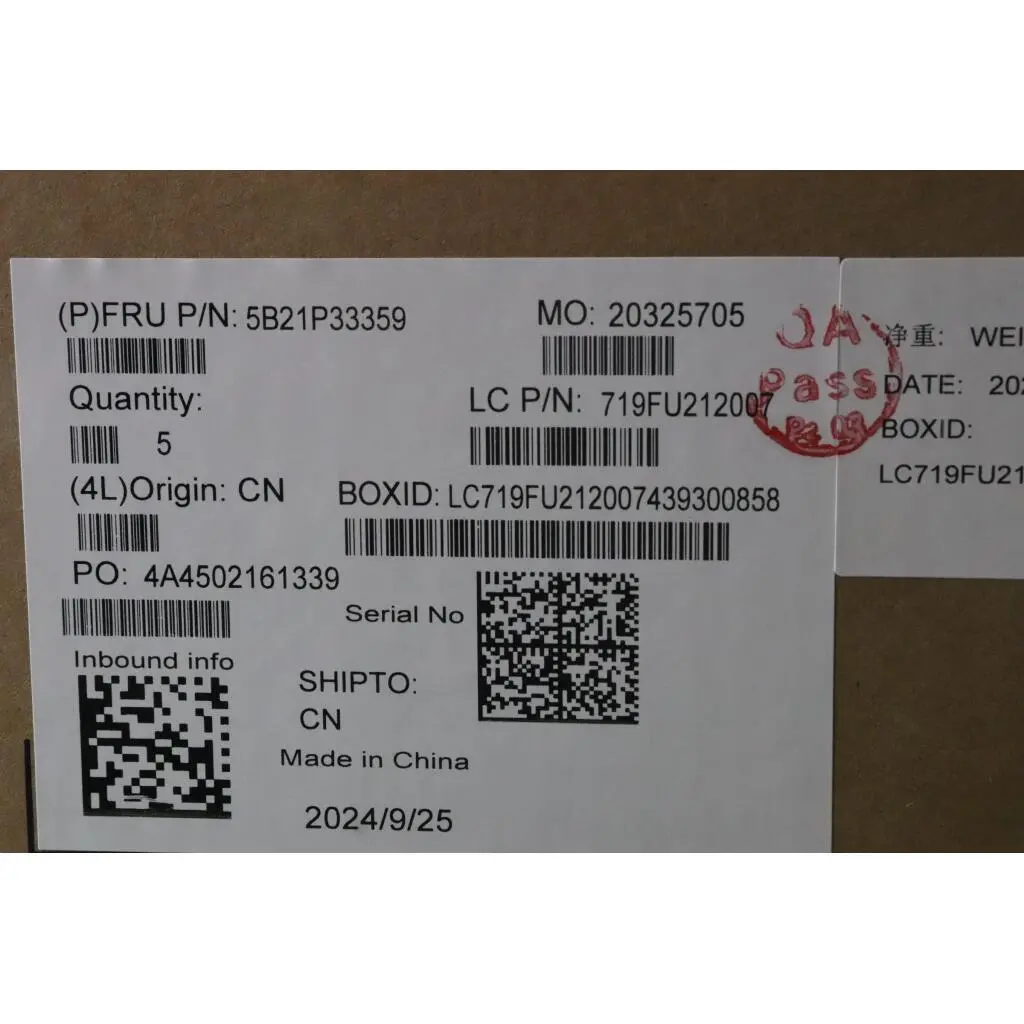 (P)FRU P/N: 5B21P33359
MO: 20325705
Quantity:
5
LC P/N: 719FU212007
(4L)Origin: CN
BOXID: LC719FU212007439300858
PO: 4A4502161339
Serial No
Inbound info
SHIPTO:
CN
Made in China
2024/9/25
QA
Pass
净重: WEI
DATE: 202
BOXID:
LC719FU21